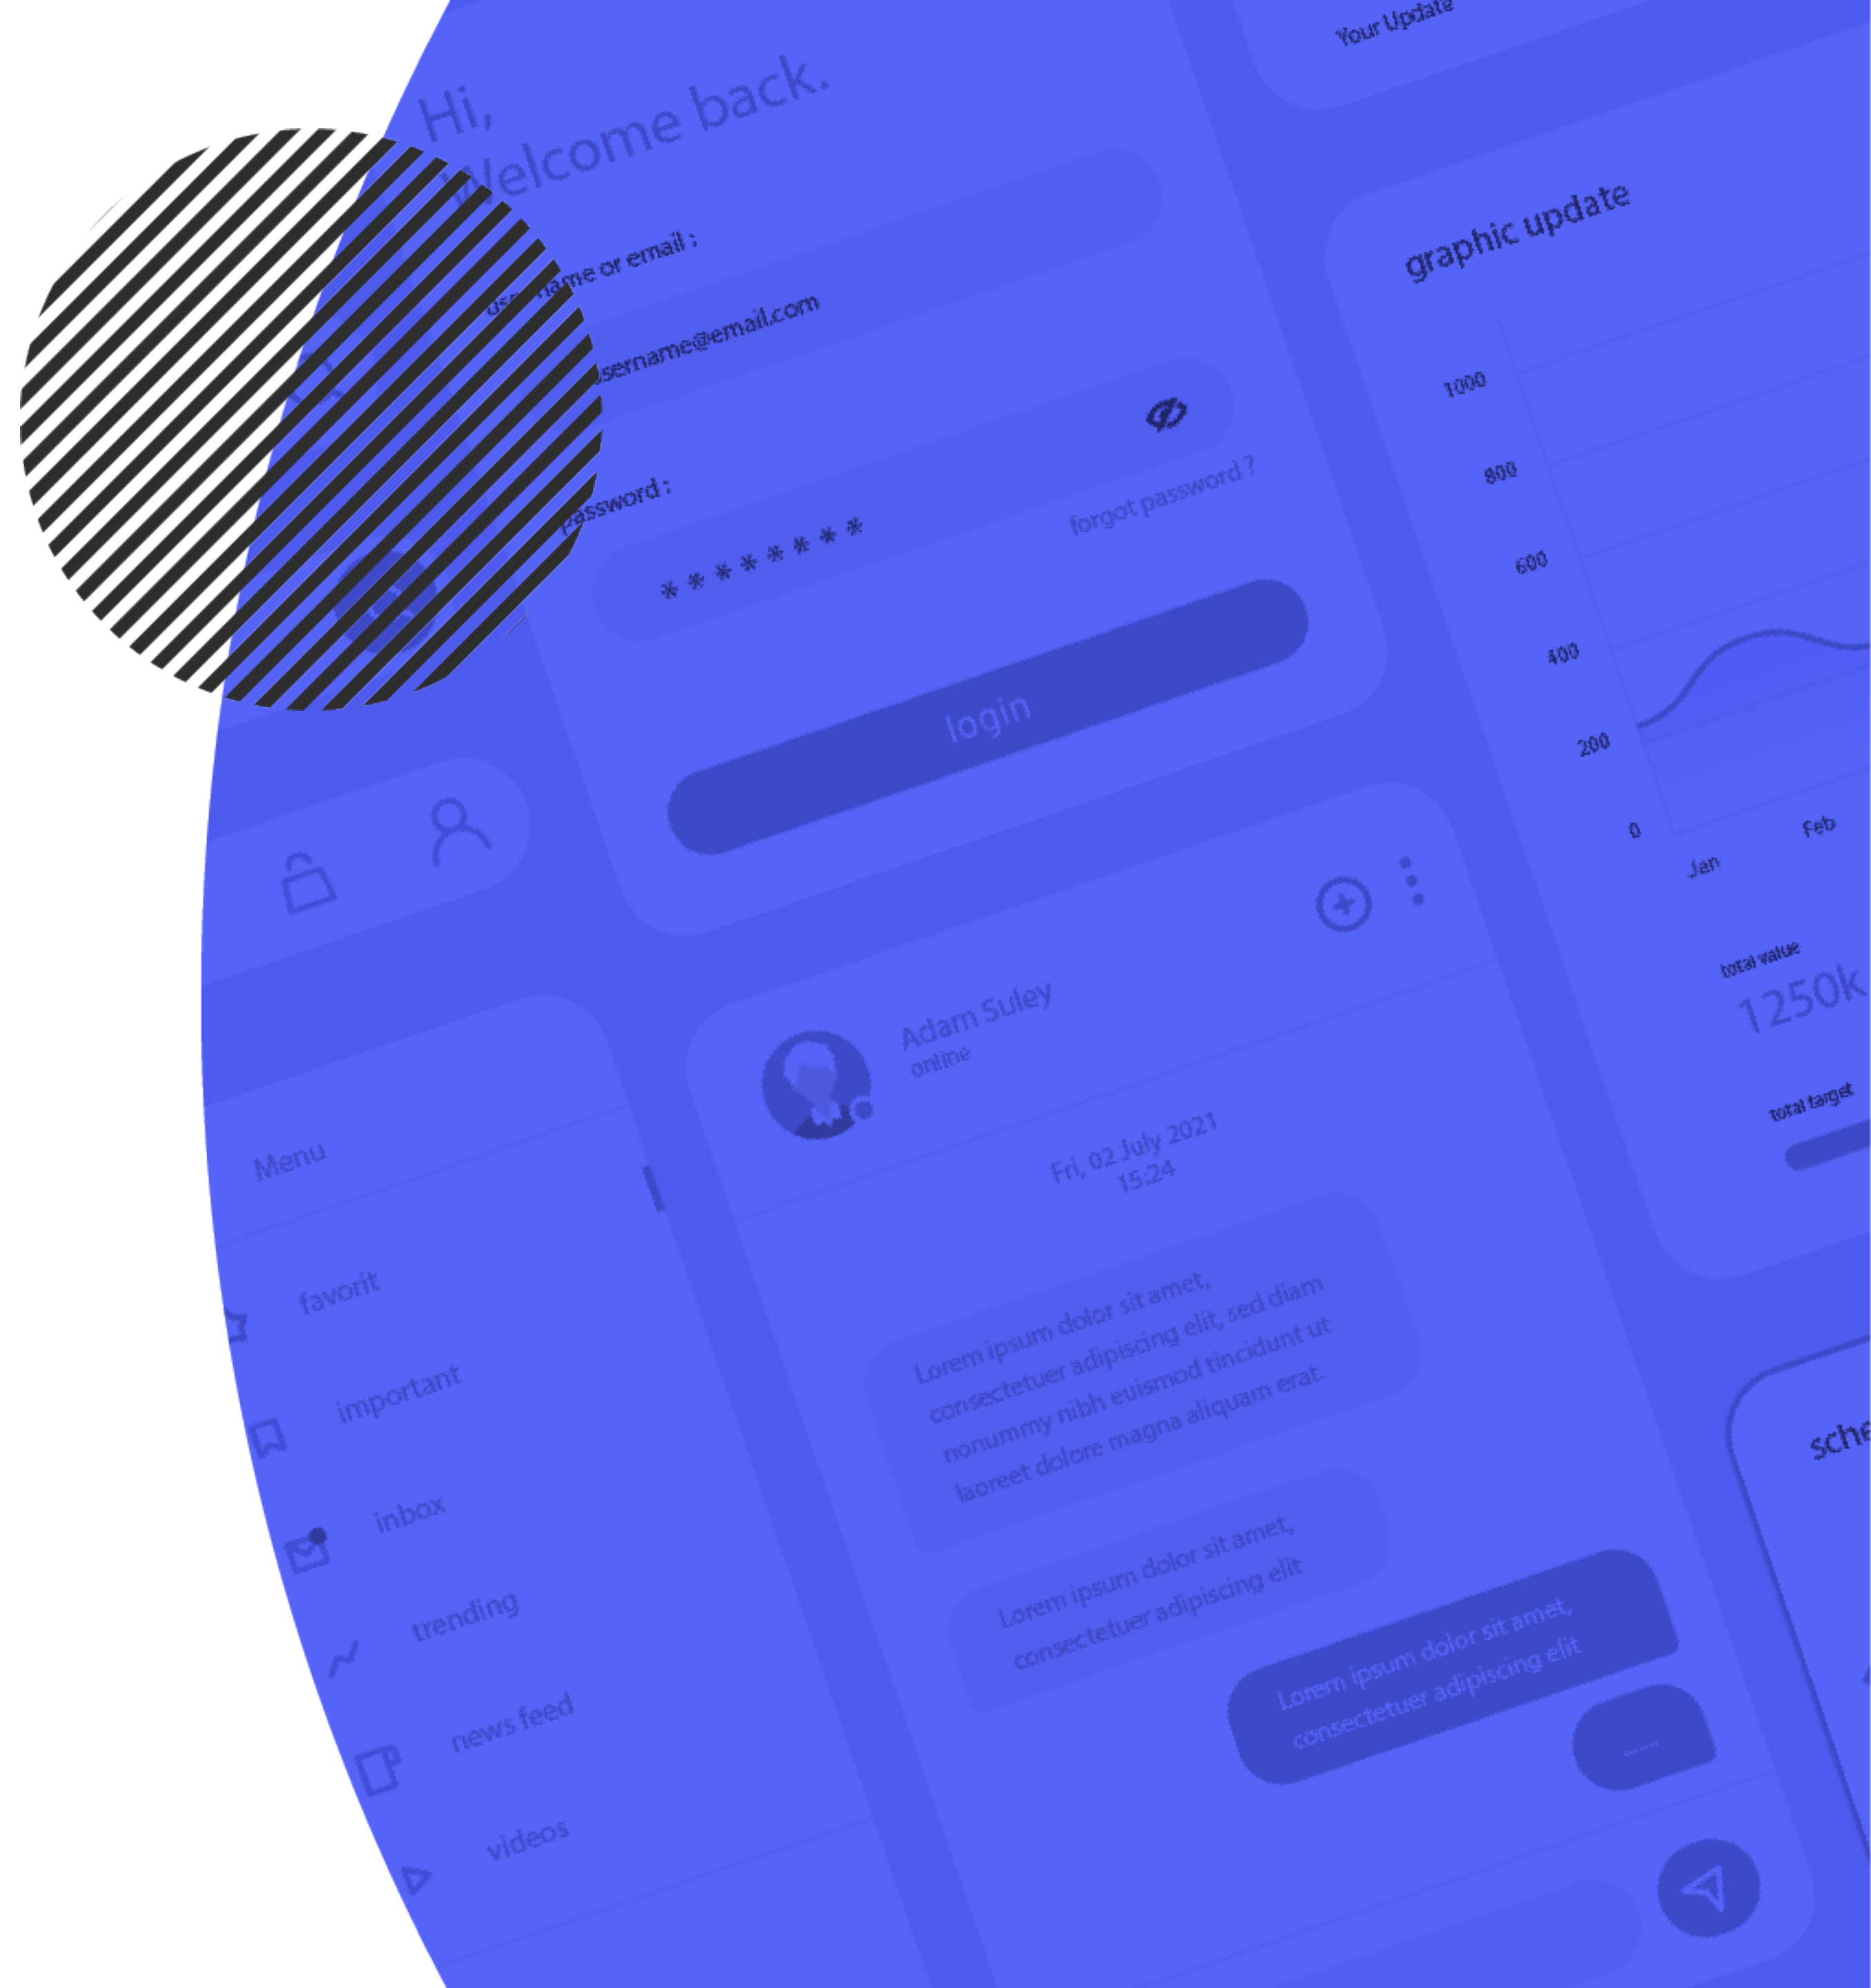 Your Update
Hi,
Welcome back.
username or email :
username@email.com
password :
* * * * * * * *
forgot password ?
login
graphic update
1000
800
600
400
200
0
Jan
Feb
total value
1250k
total target
Adam Suley
online
Fri, 02 July 2021
15:24
Lorem ipsum dolor sit amet,
consectetuer adipiscing elit, sed diam
nonummy nibh euismod tincidunt ut
laoreet dolore magna aliquam erat.
Lorem ipsum dolor sit amet,
consectetuer adipiscing elit
Lorem ipsum dolor sit amet,
consectetuer adipiscing elit
.....
Menu
favorit
important
inbox
trending
news feed
videos
sche